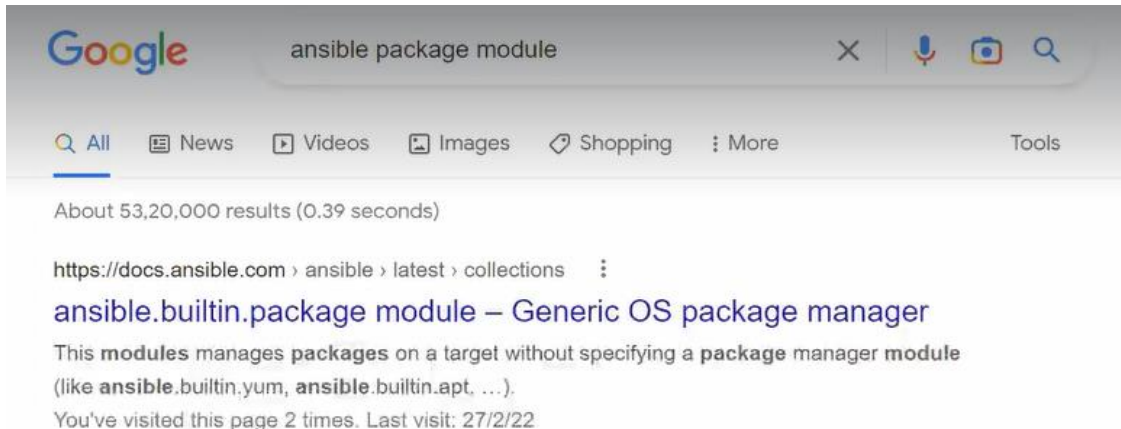 Google
ansible package module
All News Videos Images Shopping More Tools
About 53,20,000 results (0.39 seconds)
https://docs.ansible.com › ansible › latest › collections
ansible.builtin.package module – Generic OS package manager
This modules manages packages on a target without specifying a package manager module
(like ansible.builtin.yum, ansible.builtin.apt, ...).
You've visited this page 2 times. Last visit: 27/2/22